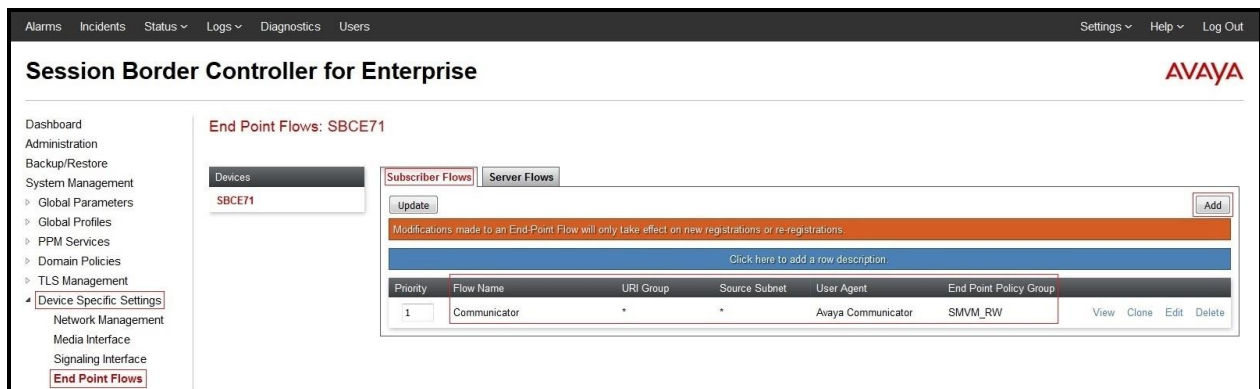 Alarms Incidents Status Logs Diagnostics Users Settings Help Log Out
Session Border Controller for Enterprise
AVAYA
Dashboard
Administration
Backup/Restore
System Management
Global Parameters
Global Profiles
PPM Services
Domain Policies
TLS Management
Device Specific Settings
Network Management
Media Interface
Signaling Interface
End Point Flows
End Point Flows: SBCE71
Devices
SBCE71
Subscriber Flows Server Flows
Update Add
Modifications made to an End-Point Flow will only take effect on new registrations or re-registrations.
Click here to add a row description.
Priority Flow Name URI Group Source Subnet User Agent End Point Policy Group
1 Communicator * * Avaya Communicator SMVM_RW View Clone Edit Delete